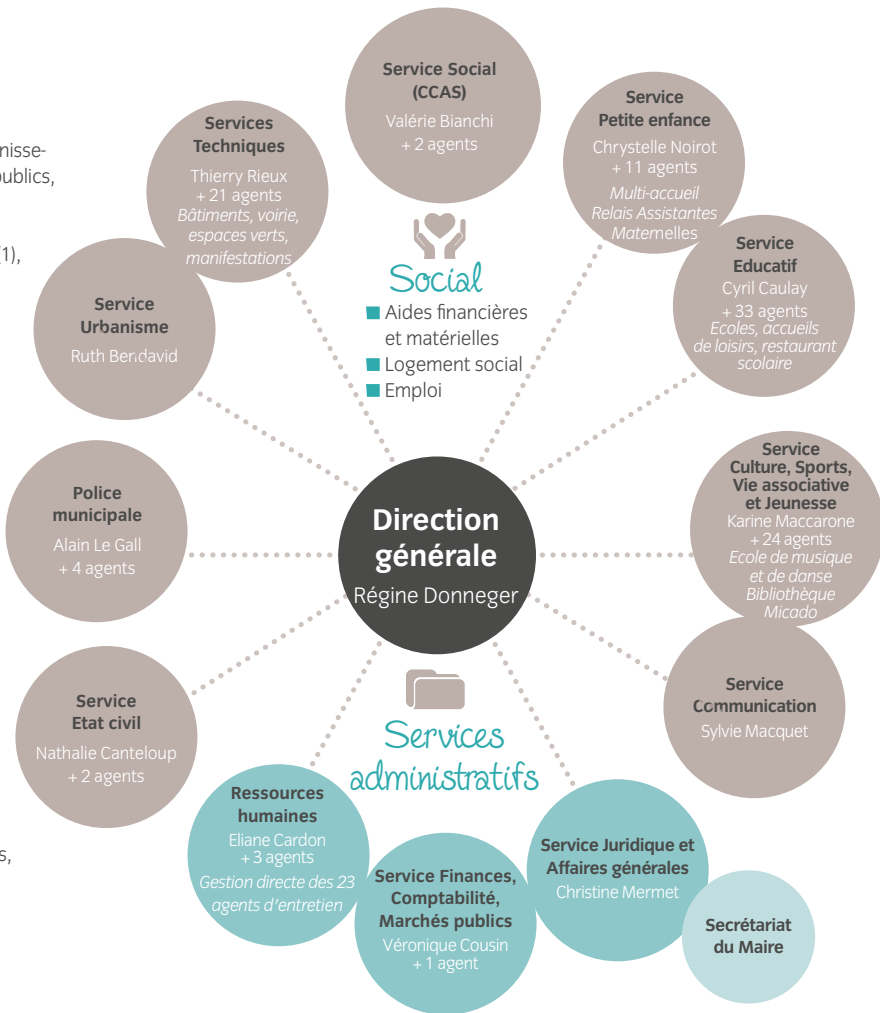 nisse-
publics,
1),
s,
Service Social
(CCAS)
Valérie Bianchi
+ 2 agents
Service
Petite enfance
Chrystelle Noirot
+ 11 agents
Multi-accueil
Relais Assistantes
Maternelles
Service
Educatif
Cyril Caulay
+ 33 agents
Ecoles, accueils
de loisirs, restaurant
scolaire
Service
Culture, Sports,
Vie associative
et Jeunesse
Karine Maccarone
+ 24 agents
Ecole de musique
et de danse
Bibliothèque
Micado
Service
Communication
Sylvie Macquet
Services
Techniques
Thierry Rieux
+ 21 agents
Bâtiments, voirie,
espaces verts,
manifestations
Service
Urbanisme
Ruth Bendavid
Police
municipale
Alain Le Gall
+ 4 agents
Service
Etat civil
Nathalie Canteloup
+ 2 agents
Social
Aides financières
et matérielles
Logement social
Emploi
Direction
générale
Régine Donneger
Services
administratifs
Ressources
humaines
Eliane Cardon
+ 3 agents
Gestion directe des 23
agents d'entretien
Service Finances,
Comptabilité,
Marchés publics
Véronique Cousin
+ 1 agent
Service Juridique et
Affaires générales
Christine Mermet
Secrétariat
du Maire